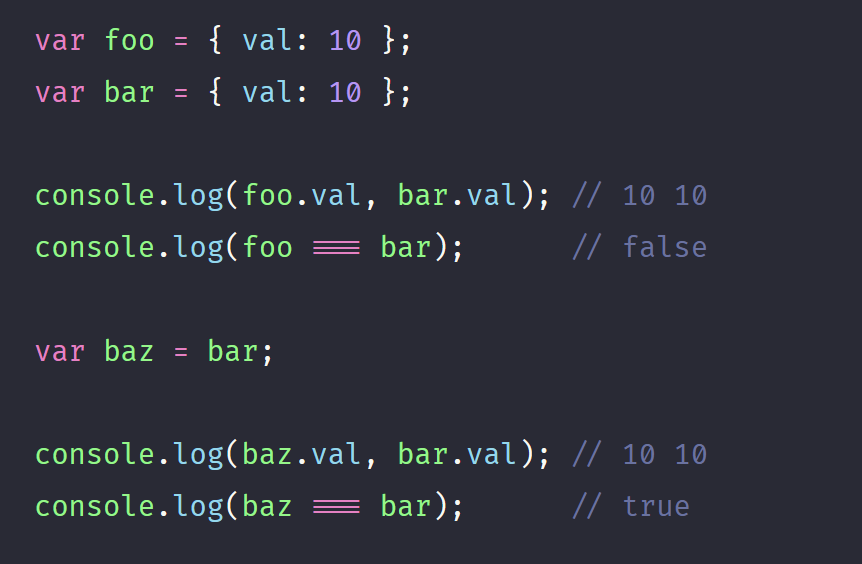 var foo = { val: 10 };
var bar = { val: 10 };
console.log(foo.val, bar.val); // 10 10
console.log(foo === bar);      // false
var baz = bar;
console.log(baz.val, bar.val); // 10 10
console.log(baz === bar);      // true